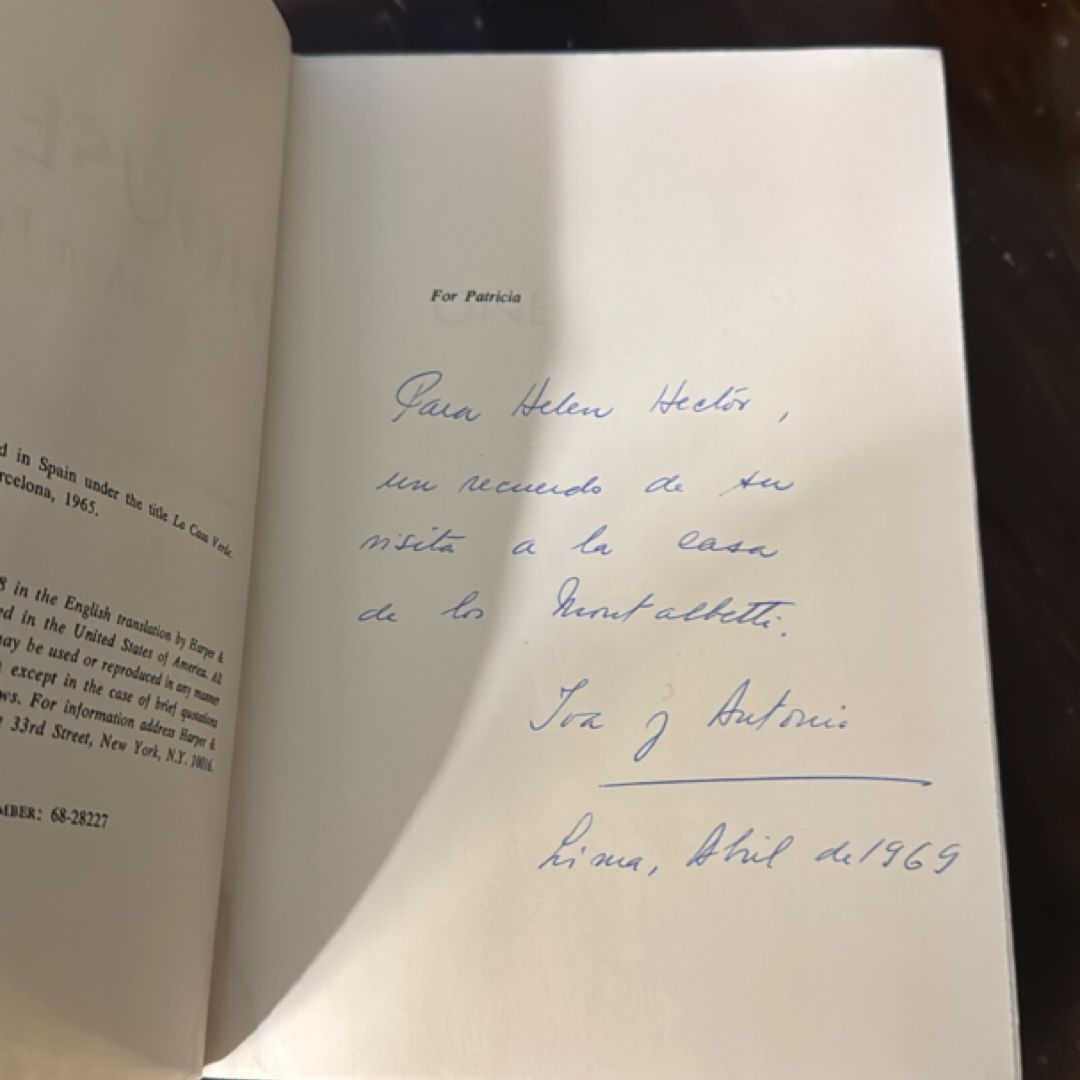 d in Spain under the title La Casa Verde.
rcelona, 1965.
8 in the English translation by Harper &
ed in the United States of America. All
may be used or reproduced in any manner
except in the case of brief quotations
ws. For information address Harper &
33rd Street, New York, N.Y. 10016.
MBER: 68-28227
For Patricia
Para Helen Hector,
un recuerdo de su
visita a la casa
de los Montalbetti.
Iva y Antonio
Lima, Abril de 1969